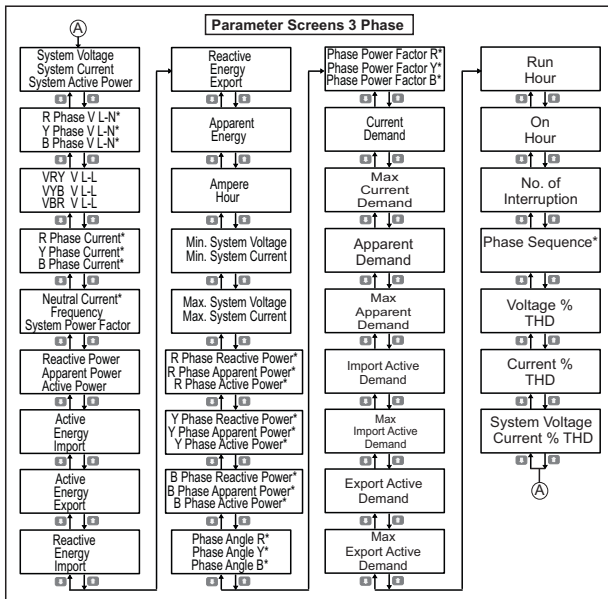 Parameter Screens 3 Phase
A
System Voltage
System Current
System Active Power
R Phase V L-N*
Y Phase V L-N*
B Phase V L-N*
VRY V L-L
VYB V L-L
VBR V L-L
R Phase Current*
Y Phase Current*
B Phase Current*
Neutral Current*
Frequency
System Power Factor
Reactive Power
Apparent Power
Active Power
Active
Energy
Import
Active
Energy
Export
Reactive
Energy
Import
Reactive
Energy
Export
Apparent
Energy
Ampere
Hour
Min. System Voltage
Min. System Current
Max. System Voltage
Max. System Current
R Phase Reactive Power*
R Phase Apparent Power*
R Phase Active Power*
Y Phase Reactive Power*
Y Phase Apparent Power*
Y Phase Active Power*
B Phase Reactive Power*
B Phase Apparent Power*
B Phase Active Power*
Phase Angle R*
Phase Angle Y*
Phase Angle B*
Phase Power Factor R*
Phase Power Factor Y*
Phase Power Factor B*
Current
Demand
Max
Current
Demand
Apparent
Demand
Max
Apparent
Demand
Import Active
Demand
Max
Import Active
Demand
Export Active
Demand
Max
Export Active
Demand
Run
Hour
On
Hour
No. of
Interruption
Phase Sequence*
Voltage %
THD
Current %
THD
System Voltage
Current % THD
A